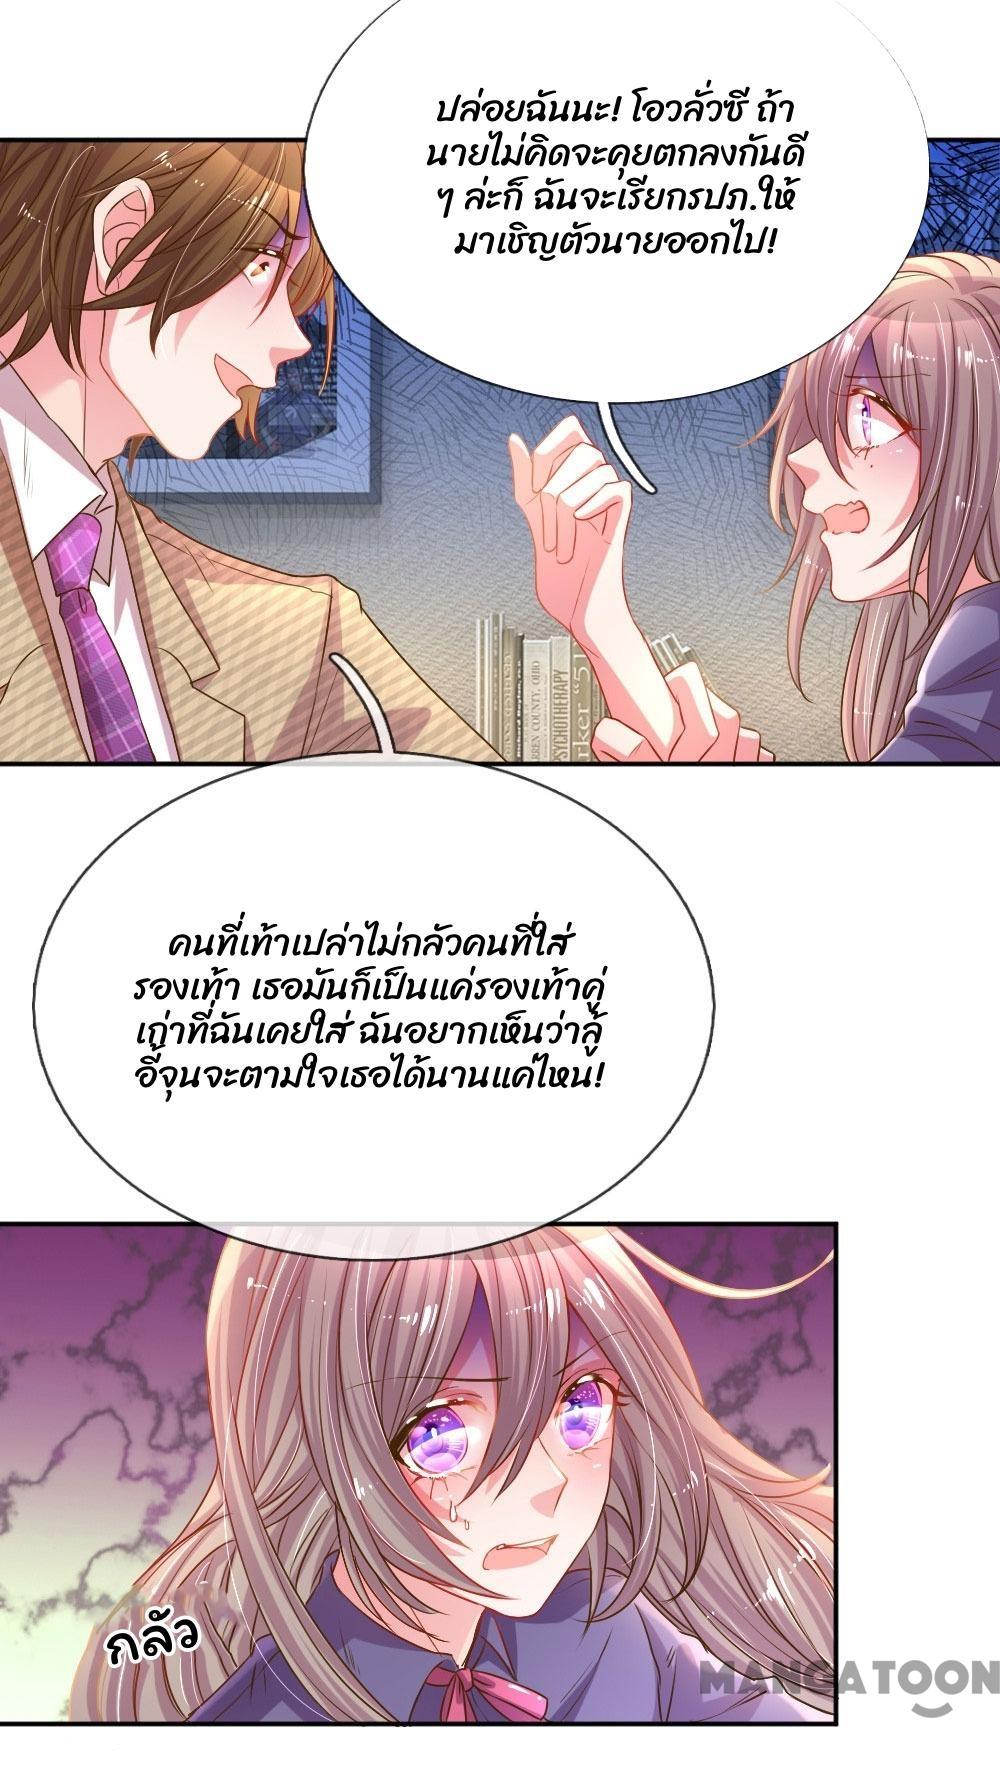 ปล่อยฉันนะ! โอวลั่วซี ถ้า
นายไม่คิดจะคุยตกลงกันดี
ๆ ล่ะก็ ฉันจะเรียกรปภ.ให้
มาเชิญตัวนายออกไป!
RREN COUNTY, OHIO
PSYCHOTHERAPY
rker "51
คนที่เท้าเปล่าไม่กลัวคนที่ใส่
รองเท้า เธอมันก็เป็นแค่รองเท้าคู่
เก่าที่ฉันเคยใส่ ฉันอยากเห็นว่าลู้
อี้จุนจะตามใจเธอได้นานแค่ไหน!
กลัว
MANGATOON